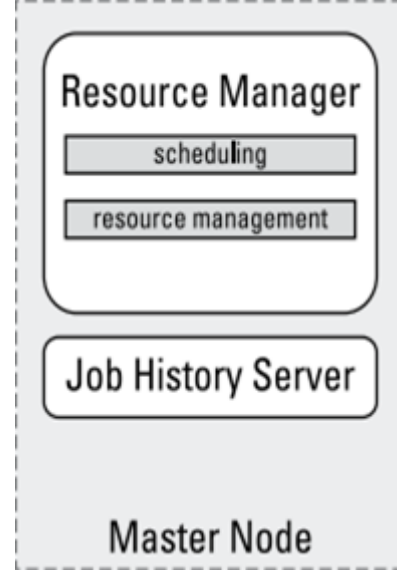 Resource Manager
scheduling
resource management
Job History Server
Master Node